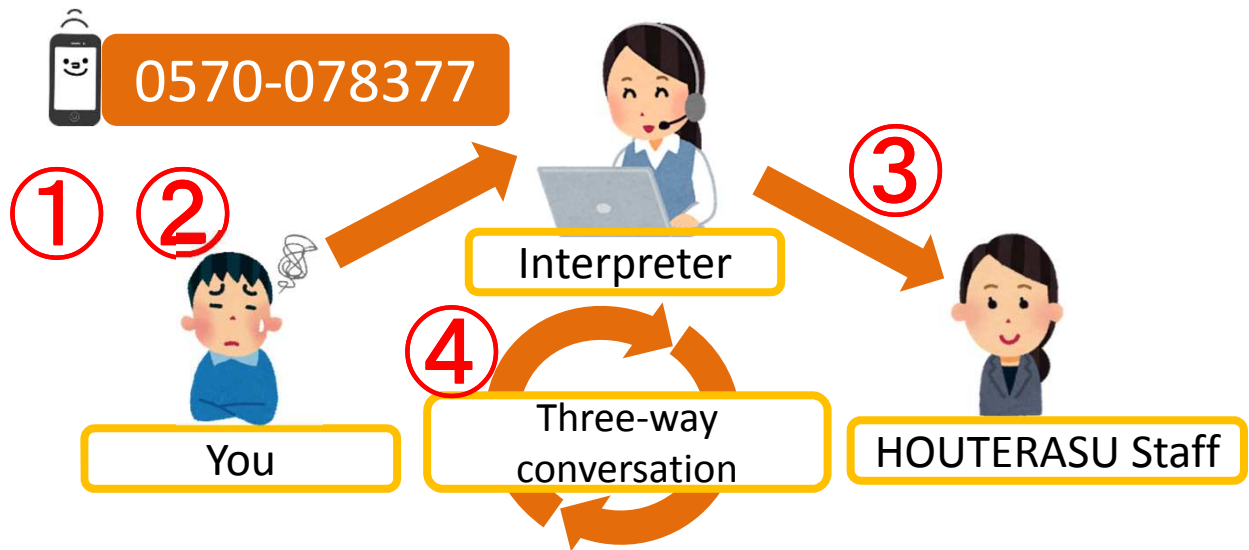 0570-078377
① ②
③
Interpreter
④
Three-way
conversation
You
HOUTERASU Staff